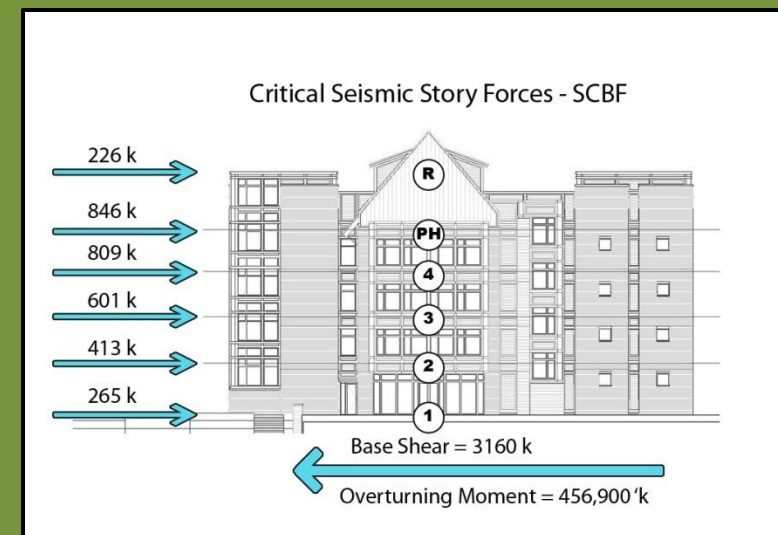 Critical Seismic Story Forces - SCBF
226 k
R
846 k
PH
809 k
4
601 k
3
413 k
2
265 k
1
Base Shear = 3160 k
Overturning Moment = 456,900 ‘k